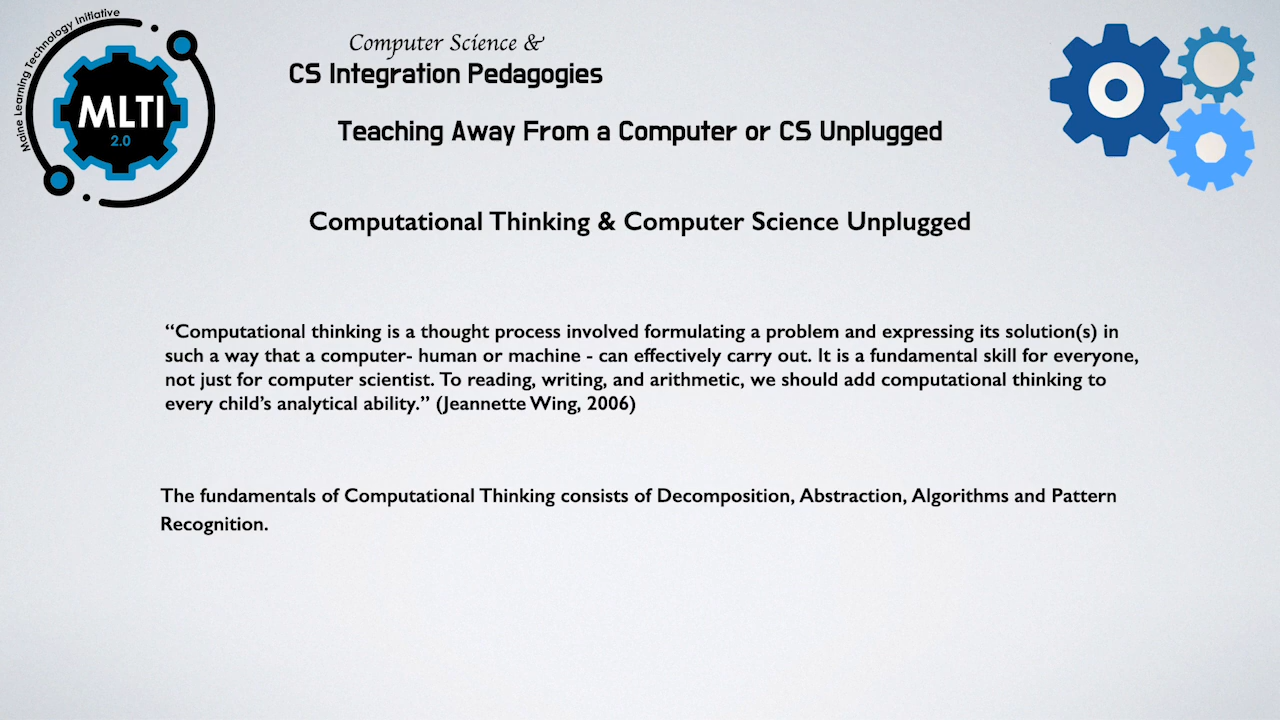 Maine Learning Technology Initiative
MLTI
2.0
Computer Science &
CS Integration Pedagogies
Teaching Away From a Computer or CS Unplugged
Computational Thinking & Computer Science Unplugged
“Computational thinking is a thought process involved formulating a problem and expressing its solution(s) in
such a way that a computer- human or machine - can effectively carry out. It is a fundamental skill for everyone,
not just for computer scientist. To reading, writing, and arithmetic, we should add computational thinking to
every child’s analytical ability.” (Jeannette Wing, 2006)
The fundamentals of Computational Thinking consists of Decomposition, Abstraction, Algorithms and Pattern
Recognition.